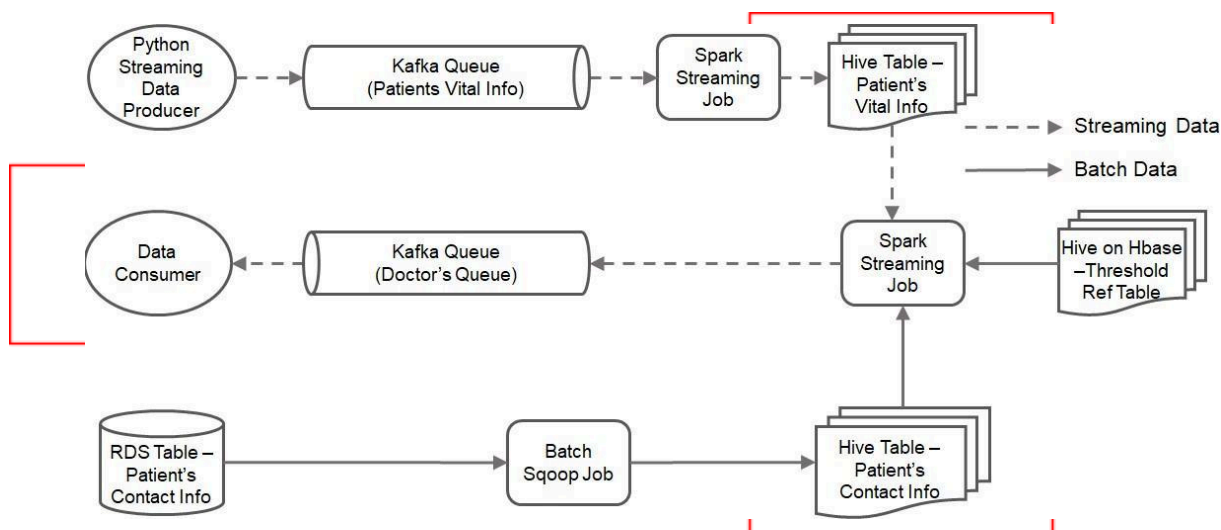 Python
Streaming
Data
Producer
Kafka Queue
(Patients Vital Info)
Spark
Streaming
Job
Hive Table –
Patient's
Vital Info
Streaming Data
Batch Data
Data
Consumer
Kafka Queue
(Doctor's Queue)
Spark
Streaming
Job
Hive on Hbase
–Threshold
Ref Table
RDS Table –
Patient's
Contact Info
Batch
Sqoop Job
Hive Table –
Patient's
Contact Info